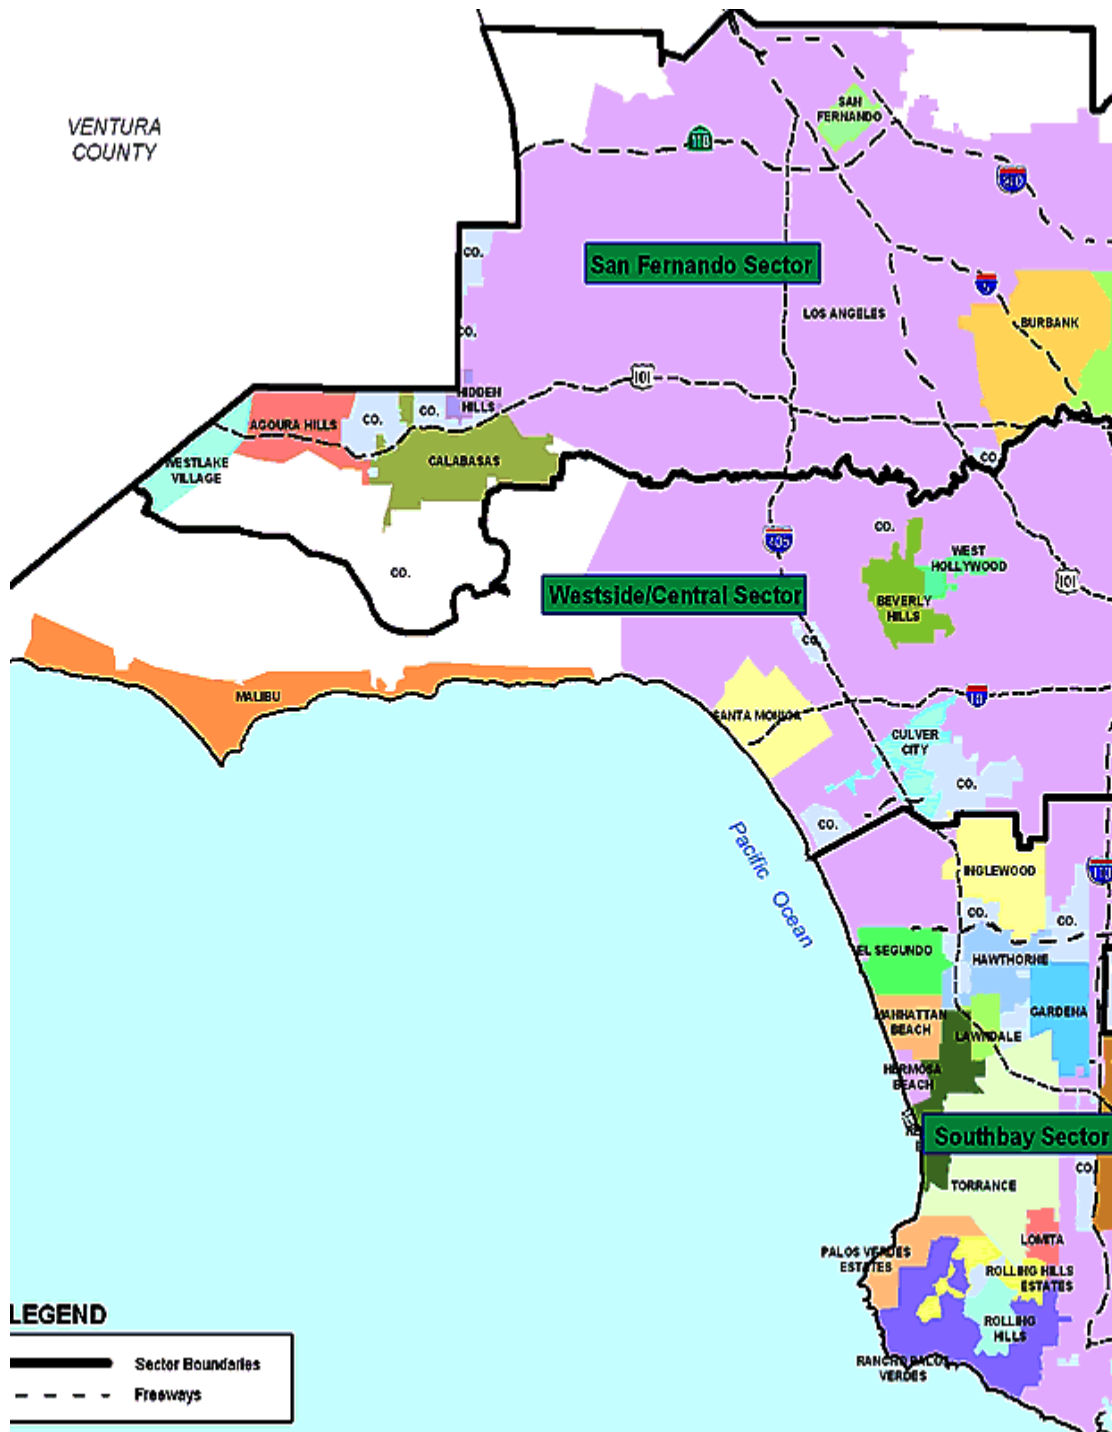 VENTURA
COUNTY
SAN
FERNANDO
118
210
CO.
San Fernando Sector
5
LOS ANGELES
BURBANK
CO.
101
HIDDEN
HILLS
CO.
CO.
AGOURA HILLS
WESTLAKE
VILLAGE
CALABASAS
CO.
CO.
405
CO.
WEST
HOLLYWOOD
101
Westside/Central Sector
BEVERLY
HILLS
CO.
MALIBU
SANTA MONICA
10
CULVER
CITY
CO.
CO.
Pacific Ocean
INGLEWOOD
110
CO.
CO.
EL SEGUNDO
HAWTHORNE
MANHATTAN
BEACH
GARDENA
LAWNDALE
HERMOSA
BEACH
Southbay Sector
CO.
TORRANCE
LOMITA
PALOS VERDES
ESTATES
ROLLING HILLS
ESTATES
ROLLING
HILLS
RANCHO PALOS
VERDES
LEGEND
Sector Boundaries
Freeways